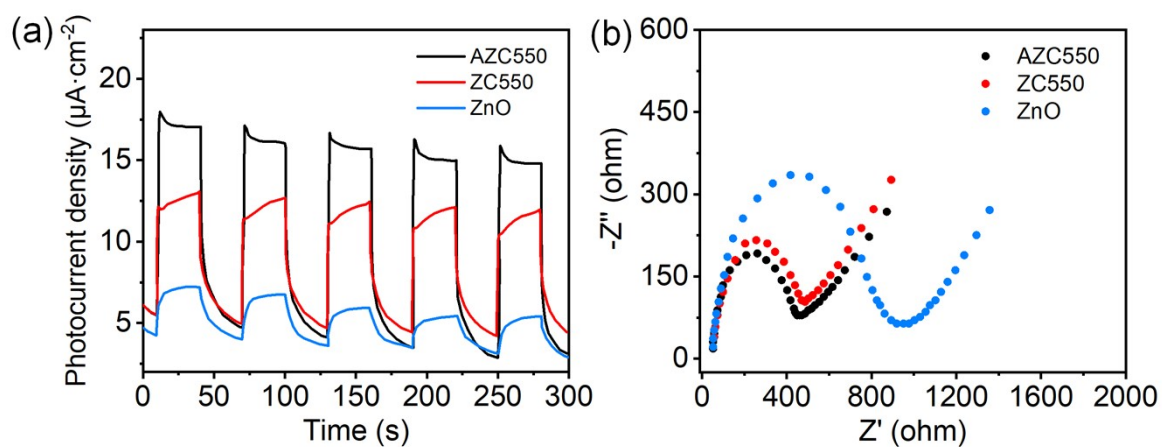 (a)
Photocurrent density (µA·cm⁻²)
20
15
10
5
AZC550
ZC550
ZnO
0 50 100 150 200 250 300
Time (s)
(b)
-Z'' (ohm)
600
450
300
150
0
AZC550
ZC550
ZnO
0 400 800 1200 1600 2000
Z' (ohm)